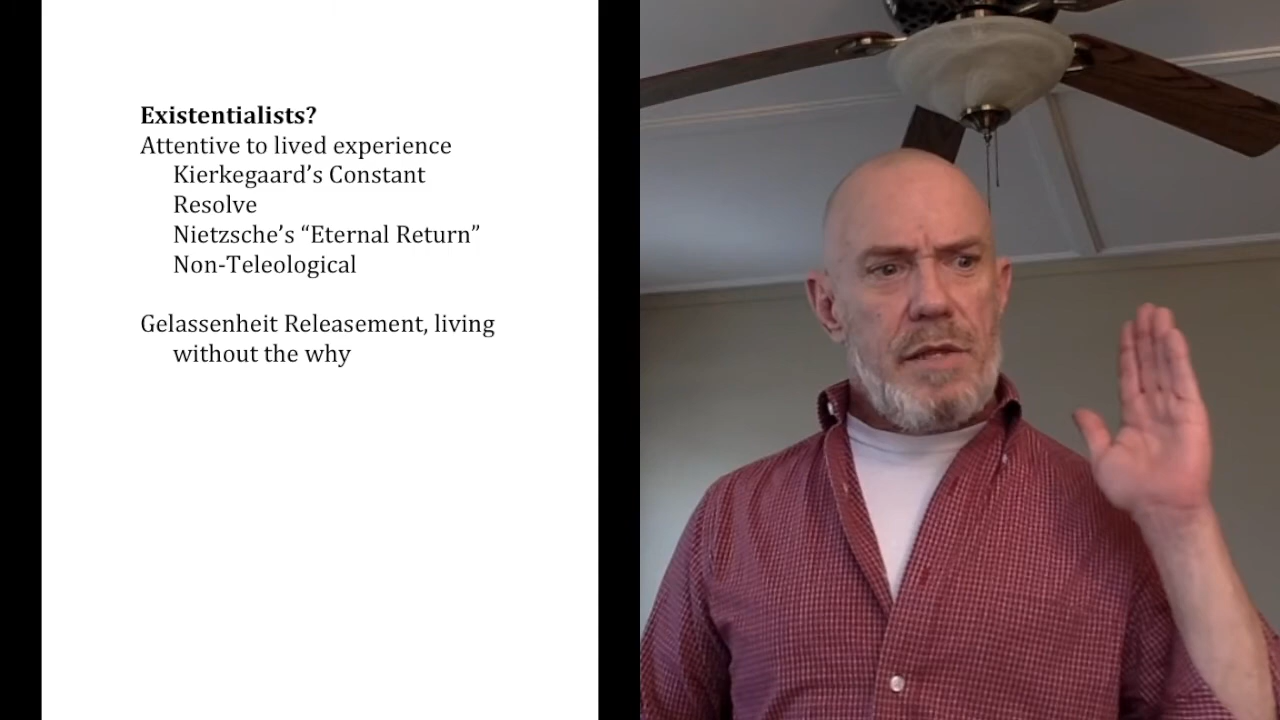 Existentialists?
Attentive to lived experience
Kierkegaard’s Constant
Resolve
Nietzsche’s “Eternal Return”
Non-Teleological
Gelassenheit Releasement, living
without the why